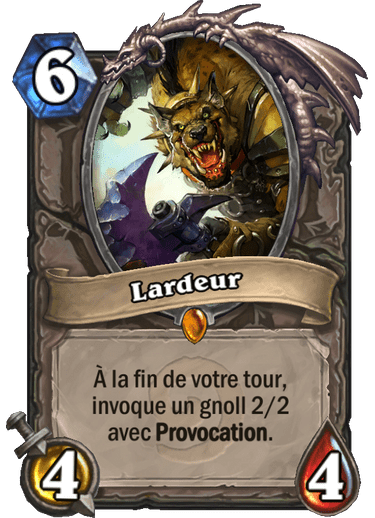 6
Lardeur
À la fin de votre tour,
invoque un gnoll 2/2
avec Provocation.
4 4